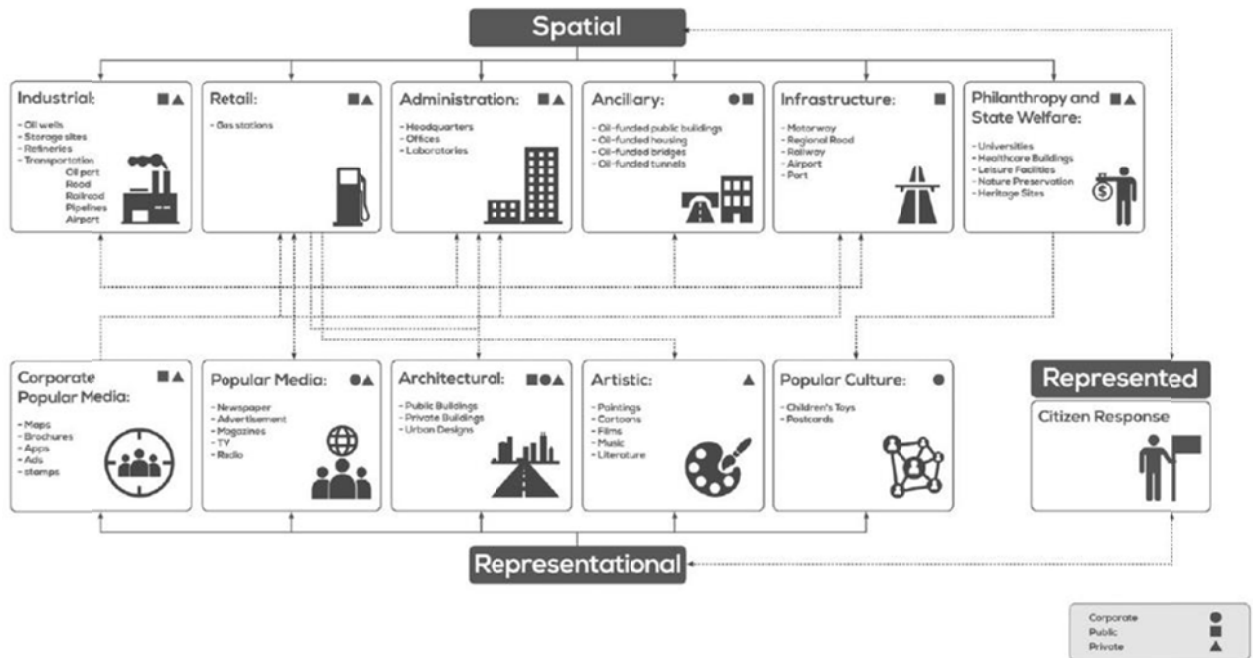 Spatial
Industrial:
- Oil wells
- Storage sites
- Refineries
- Transportation
Oil port
Road
Railroad
Pipelines
Airport
Retail:
- Gas stations
Administration:
- Headquarters
- Offices
- Laboratories
Ancillary:
- Oil-funded public buildings
- Oil-funded housing
- Oil-funded bridges
- Oil-funded tunnels
Infrastructure:
- Motorway
- Regional Road
- Railway
- Airport
- Port
Philanthropy and
State Welfare:
- Universities
- Healthcare Buildings
- Leisure Facilities
- Nature Preservation
- Heritage Sites
$
Corporate
Popular Media:
- Maps
- Brochures
- Apps
- Ads
- stamps
Popular Media:
- Newspaper
- Advertisement
- Magazines
- TV
- Radio
Architectural:
- Public Buildings
- Private Buildings
- Urban Designs
Artistic:
- Paintings
- Cartoons
- Films
- Music
- Literature
Popular Culture:
- Children's Toys
- Postcards
Represented
Citizen Response
Representational
Corporate
Public
Private